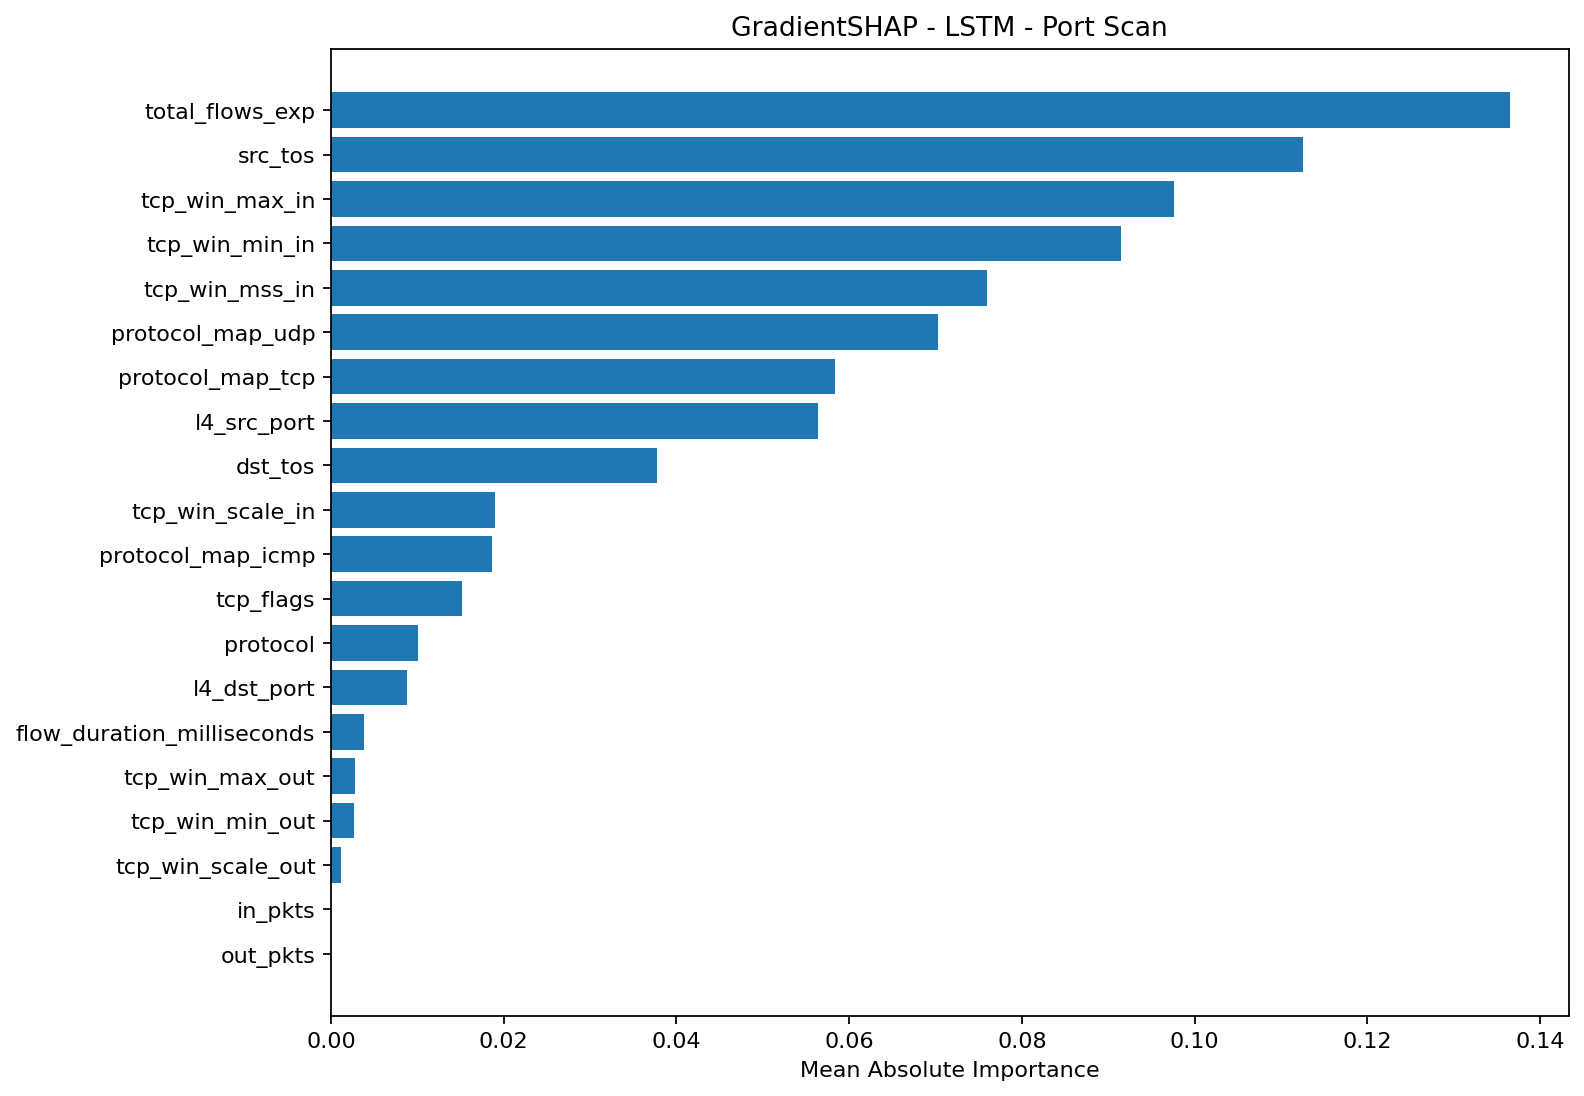 GradientSHAP - LSTM - Port Scan
total_flows_exp
src_tos
tcp_win_max_in
tcp_win_min_in
tcp_win_mss_in
protocol_map_udp
protocol_map_tcp
l4_src_port
dst_tos
tcp_win_scale_in
protocol_map_icmp
tcp_flags
protocol
l4_dst_port
flow_duration_milliseconds
tcp_win_max_out
tcp_win_min_out
tcp_win_scale_out
in_pkts
out_pkts
0.00 0.02 0.04 0.06 0.08 0.10 0.12 0.14
Mean Absolute Importance